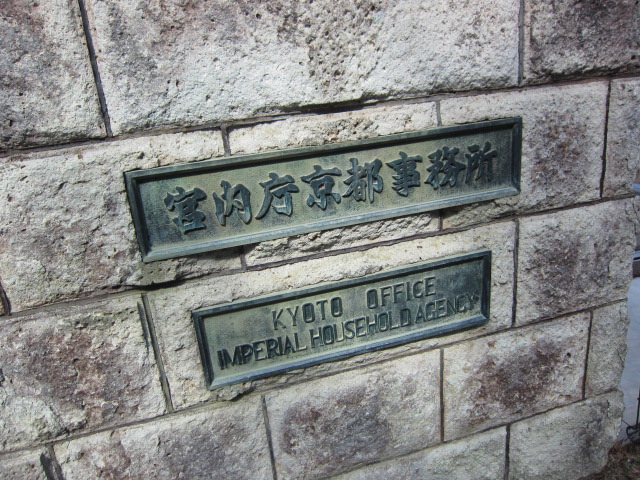 宮内庁京都事務所
KYOTO OFFICE
IMPERIAL HOUSEHOLD AGENCY